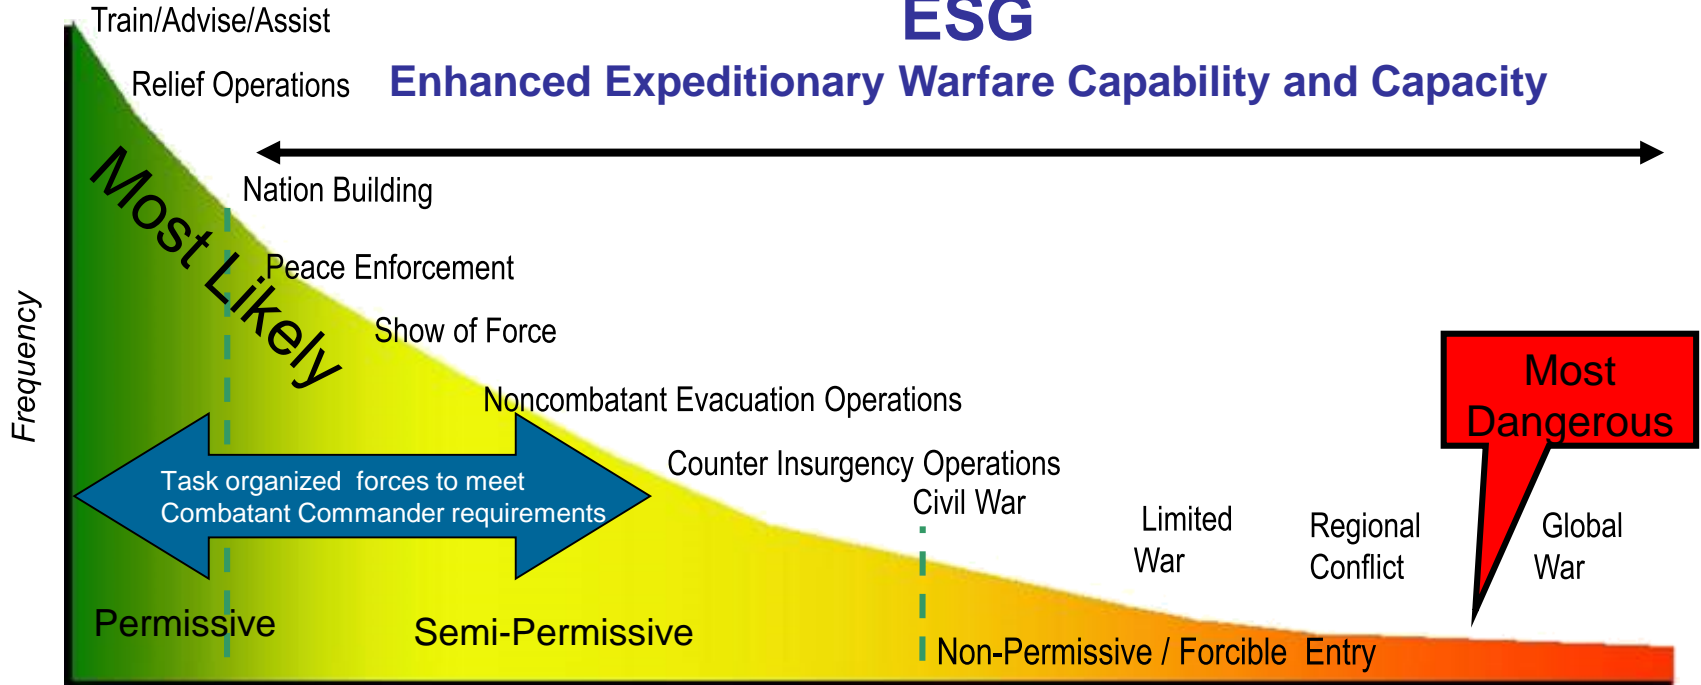 ESG
Train/Advise/Assist
Enhanced Expeditionary Warfare Capability and Capacity
Relief Operations
Most Likely
Nation Building
Peace Enforcement
Show of Force
Frequency
Most
Dangerous
Noncombatant Evacuation Operations
Counter Insurgency Operations
Task organized forces to meet
Combatant Commander requirements
Civil War
Limited
War
Regional
Conflict
Global
War
Permissive
Semi-Permissive
Non-Permissive / Forcible Entry